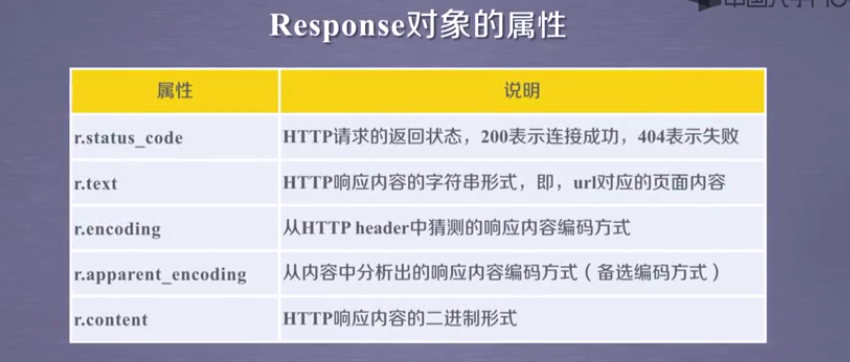 Response对象的属性
属性 说明
r.status_code HTTP请求的返回状态，200表示连接成功，404表示失败
r.text HTTP响应内容的字符串形式，即，url对应的页面内容
r.encoding 从HTTP header中猜测的响应内容编码方式
r.apparent_encoding 从内容中分析出的响应内容编码方式（备选编码方式）
r.content HTTP响应内容的二进制形式